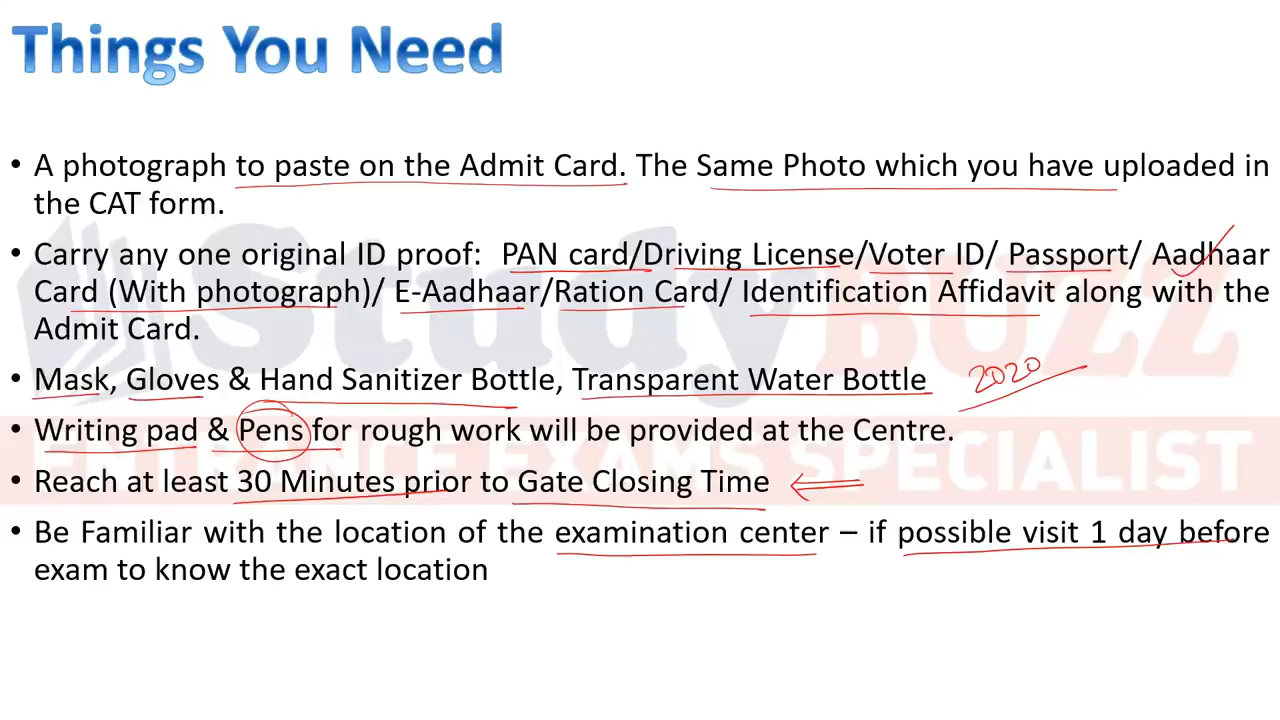 Things You Need
• A photograph to paste on the Admit Card. The Same Photo which you have uploaded in
the CAT form.
• Carry any one original ID proof: PAN card/Driving License/Voter ID/ Passport/ Aadhaar
Card (With photograph)/ E-Aadhaar/Ration Card/ Identification Affidavit along with the
Admit Card.
• Mask, Gloves & Hand Sanitizer Bottle, Transparent Water Bottle 2020
• Writing pad & Pens for rough work will be provided at the Centre.
• Reach at least 30 Minutes prior to Gate Closing Time
• Be Familiar with the location of the examination center – if possible visit 1 day before
exam to know the exact location
StudyBUZZ
ENTRANCE EXAMS SPECIALIST